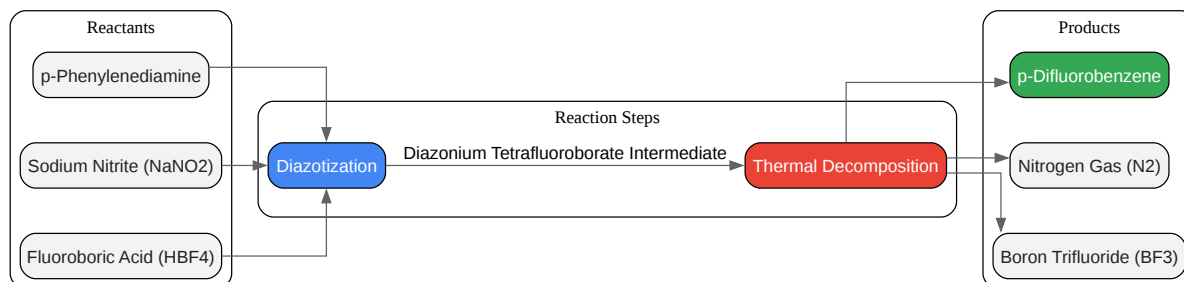 Reactants
p-Phenylenediamine
Sodium Nitrite (NaNO2)
Fluoroboric Acid (HBF4)
Reaction Steps
Diazotization
Diazonium Tetrafluoroborate Intermediate
Thermal Decomposition
Products
p-Difluorobenzene
Nitrogen Gas (N2)
Boron Trifluoride (BF3)